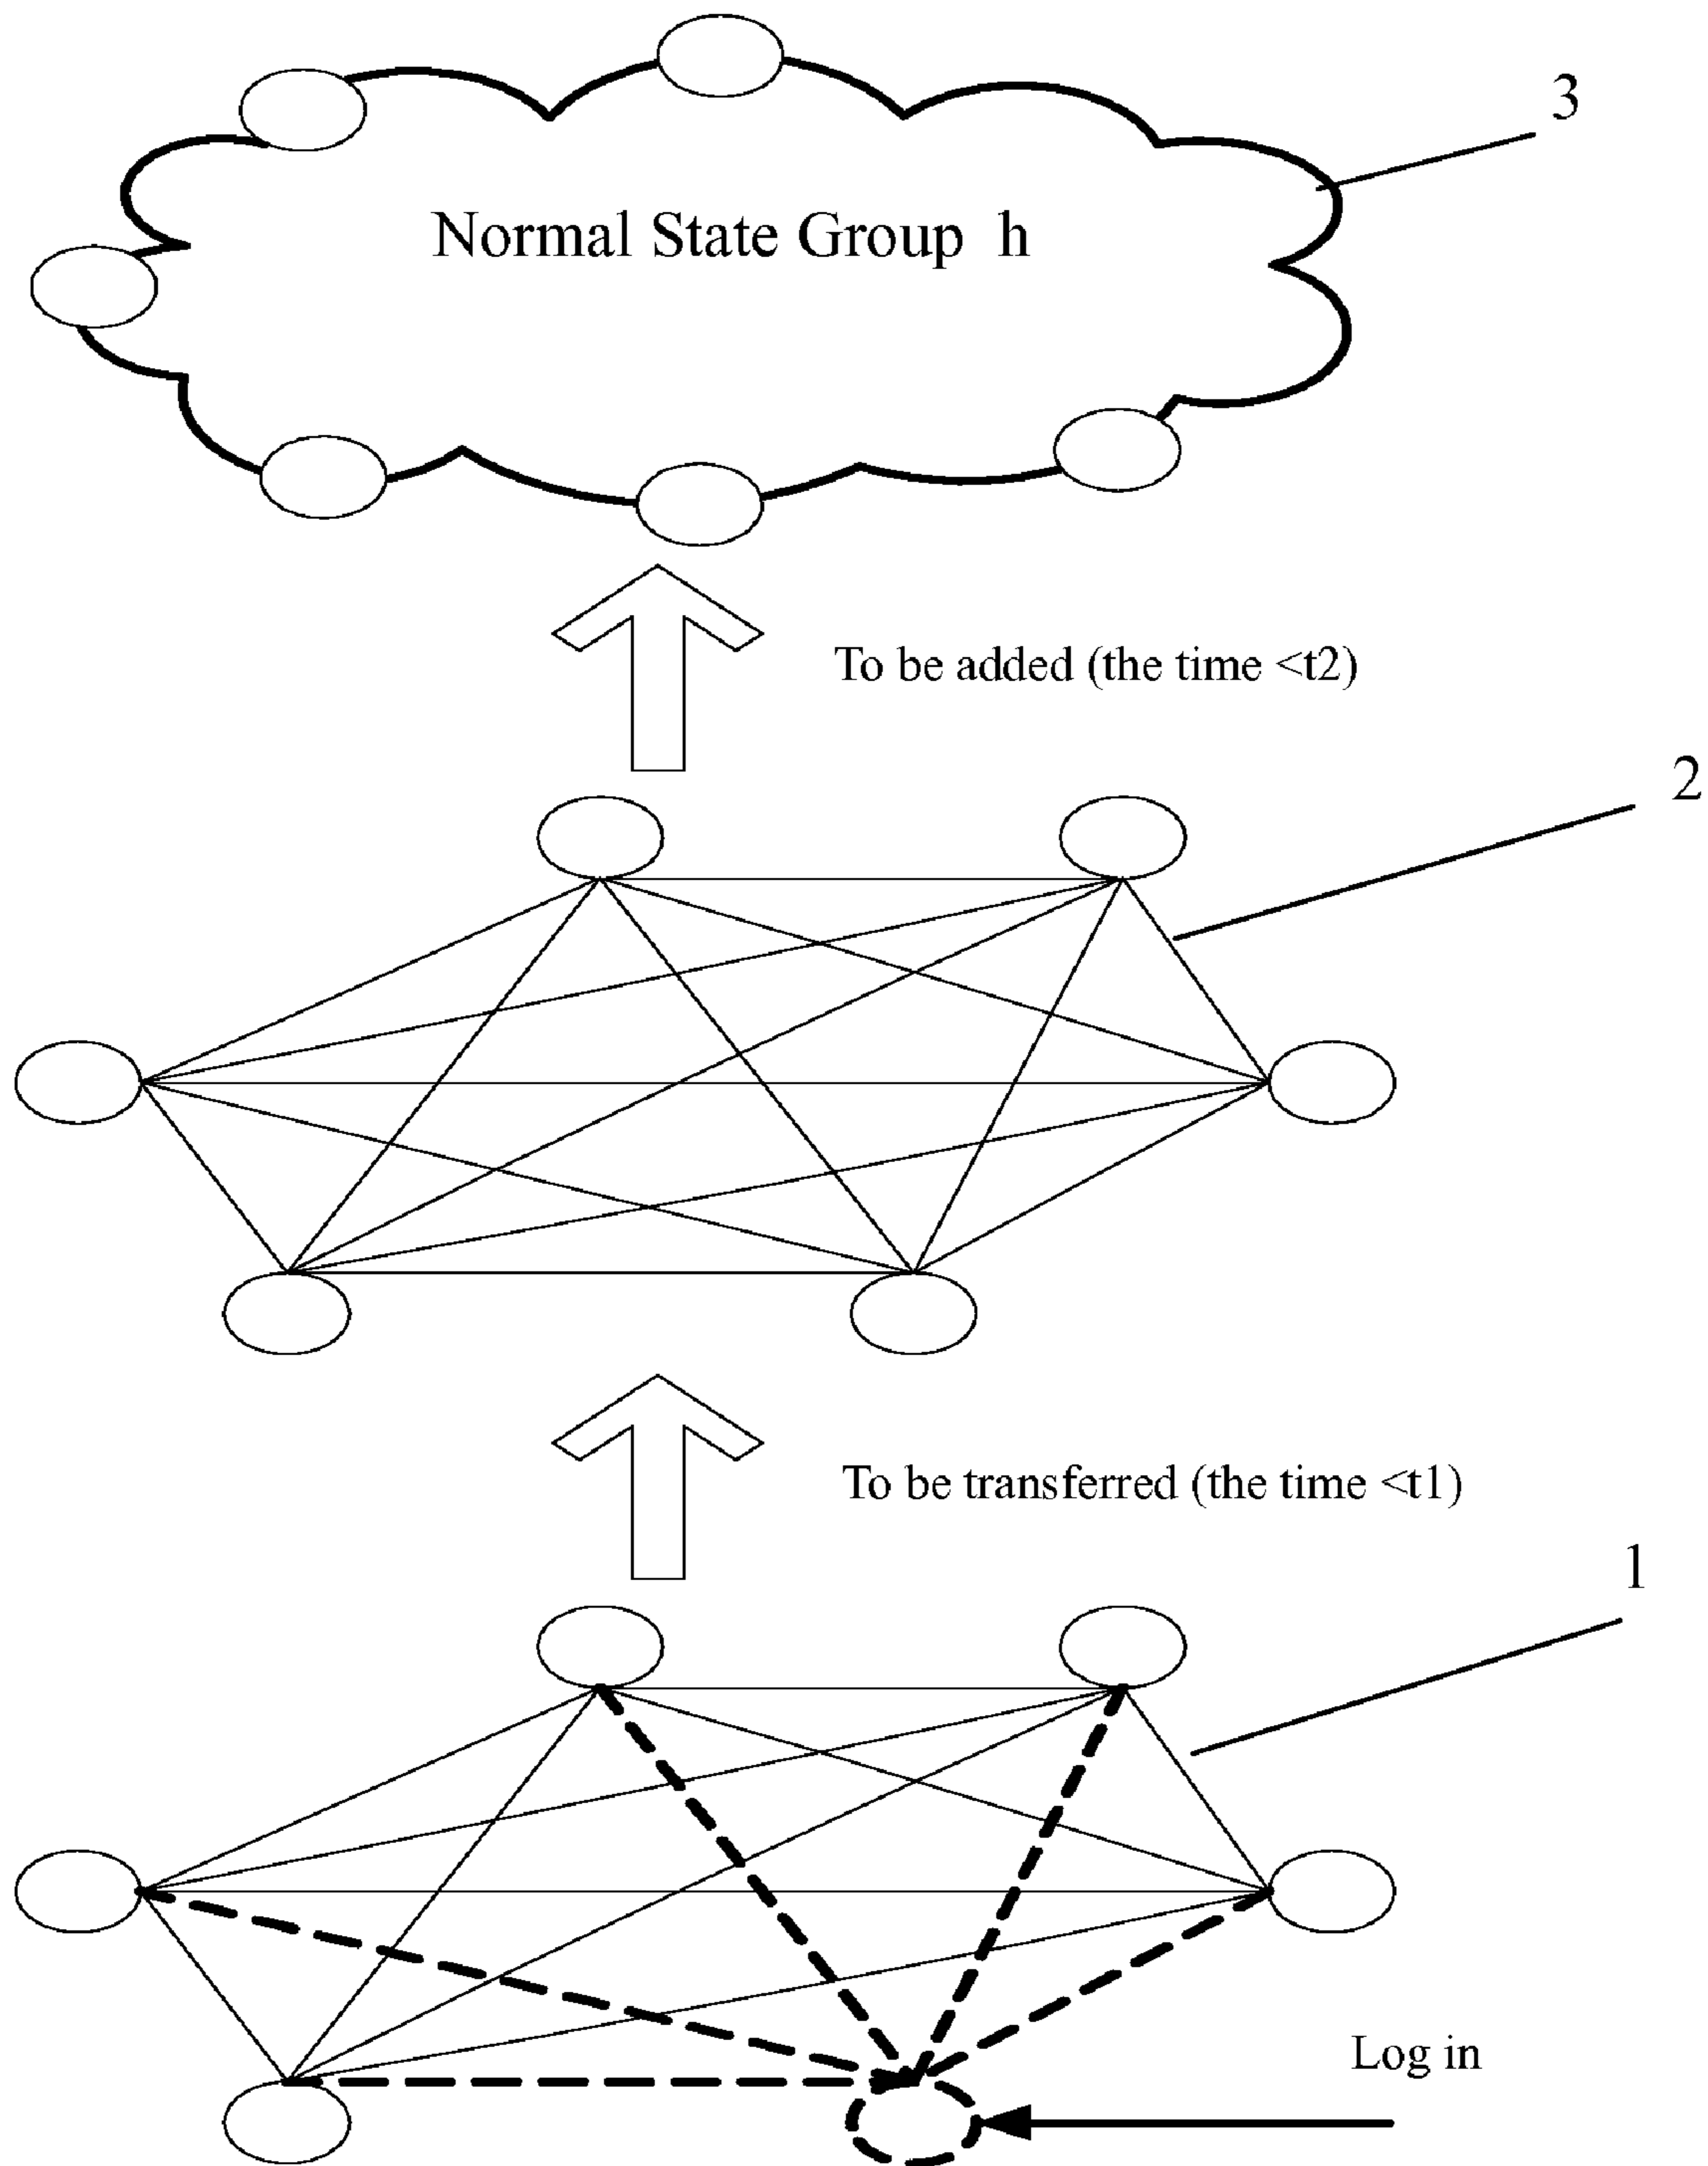 3
Normal State Group h
To be added (the time <t2)
2
To be transferred (the time <t1)
1
Log in